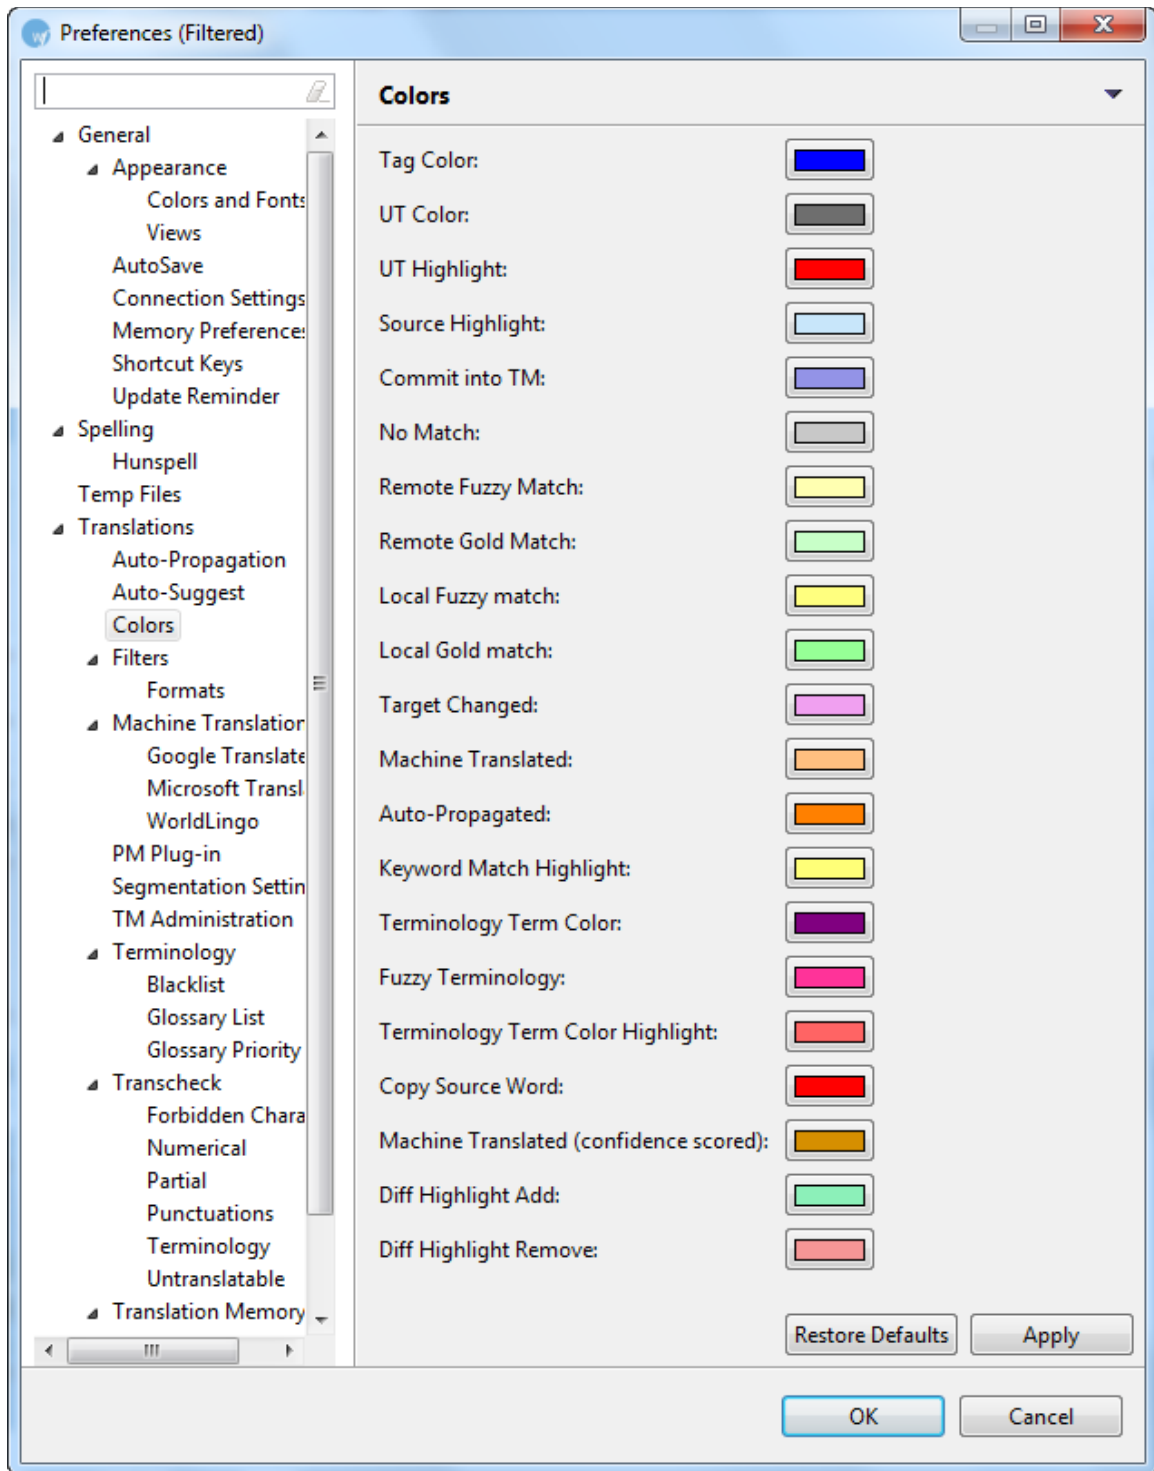 Preferences (Filtered)
General
Appearance
Colors and Fonts
Views
AutoSave
Connection Settings
Memory Preferences
Shortcut Keys
Update Reminder
Spelling
Hunspell
Temp Files
Translations
Auto-Propagation
Auto-Suggest
Colors
Filters
Formats
Machine Translation
Google Translate
Microsoft Transl
WorldLingo
PM Plug-in
Segmentation Settin
TM Administration
Terminology
Blacklist
Glossary List
Glossary Priority
Transcheck
Forbidden Chara
Numerical
Partial
Punctuations
Terminology
Untranslatable
Translation Memory
Colors
Tag Color:
UT Color:
UT Highlight:
Source Highlight:
Commit into TM:
No Match:
Remote Fuzzy Match:
Remote Gold Match:
Local Fuzzy match:
Local Gold match:
Target Changed:
Machine Translated:
Auto-Propagated:
Keyword Match Highlight:
Terminology Term Color:
Fuzzy Terminology:
Terminology Term Color Highlight:
Copy Source Word:
Machine Translated (confidence scored):
Diff Highlight Add:
Diff Highlight Remove:
Restore Defaults Apply
OK Cancel